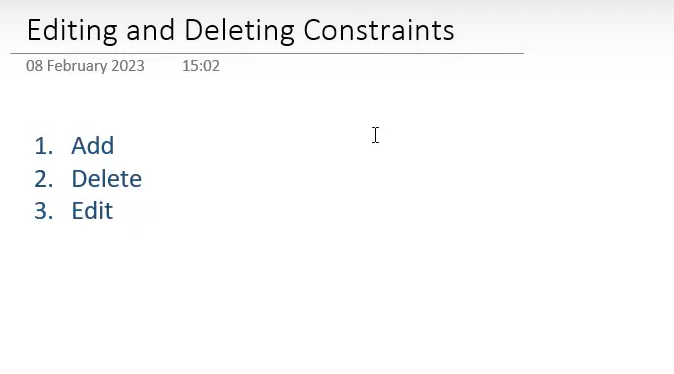 Editing and Deleting Constraints
08 February 2023 15:02
1. Add
2. Delete
3. Edit